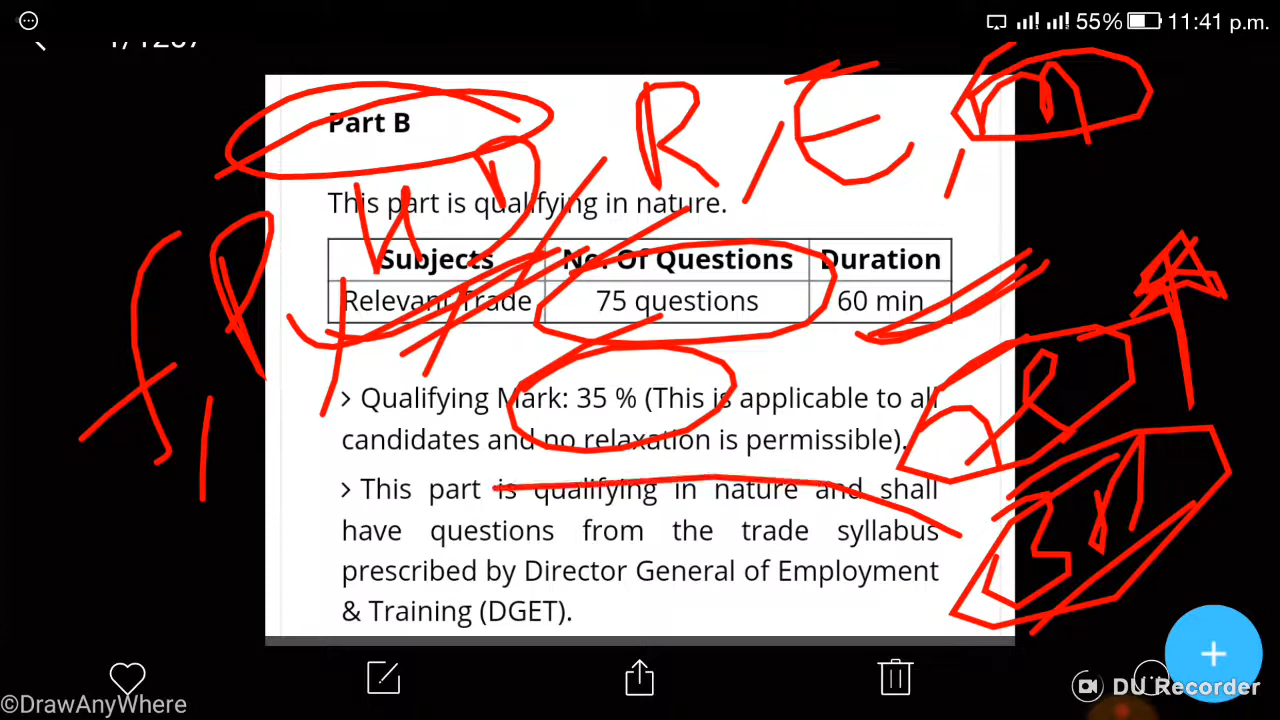 55% 11:41 p.m.
Part B
R, E, m
This part is qualifying in nature.
Subjects No. Of Questions Duration
Relevant Trade 75 questions 60 min
> Qualifying Mark: 35 % (This is applicable to all
candidates and no relaxation is permissible).
> This part is qualifying in nature and shall
have questions from the trade syllabus
prescribed by Director General of Employment
& Training (DGET).
DU Recorder
©DrawAnyWhere